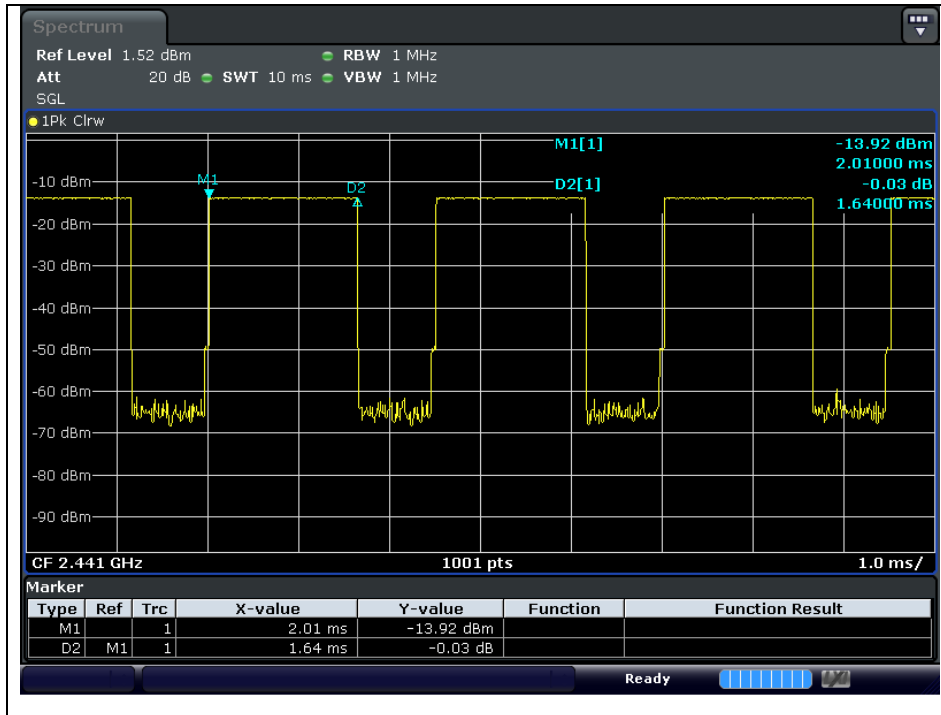 Spectrum
Ref Level 1.52 dBm RBW 1 MHz
Att 20 dB SWT 10 ms VBW 1 MHz
SGL
1Pk Clrw
M1[1] -13.92 dBm
2.01000 ms
-10 dBm M1 D2 D2[1] -0.03 dB
1.64000 ms
-20 dBm
-30 dBm
-40 dBm
-50 dBm
-60 dBm
-70 dBm
-80 dBm
-90 dBm
CF 2.441 GHz 1001 pts 1.0 ms/
Marker
Type Ref Trc X-value Y-value Function Function Result
M1 1 2.01 ms -13.92 dBm
D2 M1 1 1.64 ms -0.03 dB
Ready